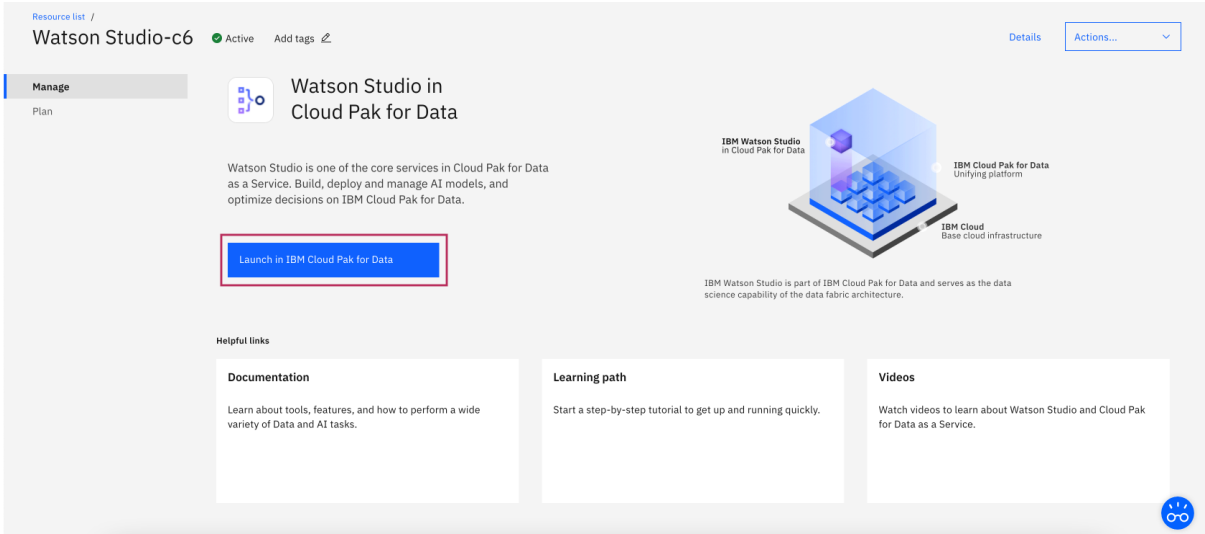 Resource list /
Watson Studio-c6
Active
Add tags
Details
Actions...
Manage
Plan
Watson Studio in
Cloud Pak for Data
Watson Studio is one of the core services in Cloud Pak for Data
as a Service. Build, deploy and manage AI models, and
optimize decisions on IBM Cloud Pak for Data.
Launch in IBM Cloud Pak for Data
IBM Watson Studio
in Cloud Pak for Data
IBM Cloud Pak for Data
Unifying platform
IBM Cloud
Base cloud infrastructure
IBM Watson Studio is part of IBM Cloud Pak for Data and serves as the data
science capability of the data fabric architecture.
Helpful links
Documentation
Learn about tools, features, and how to perform a wide
variety of Data and AI tasks.
Learning path
Start a step-by-step tutorial to get up and running quickly.
Videos
Watch videos to learn about Watson Studio and Cloud Pak
for Data as a Service.